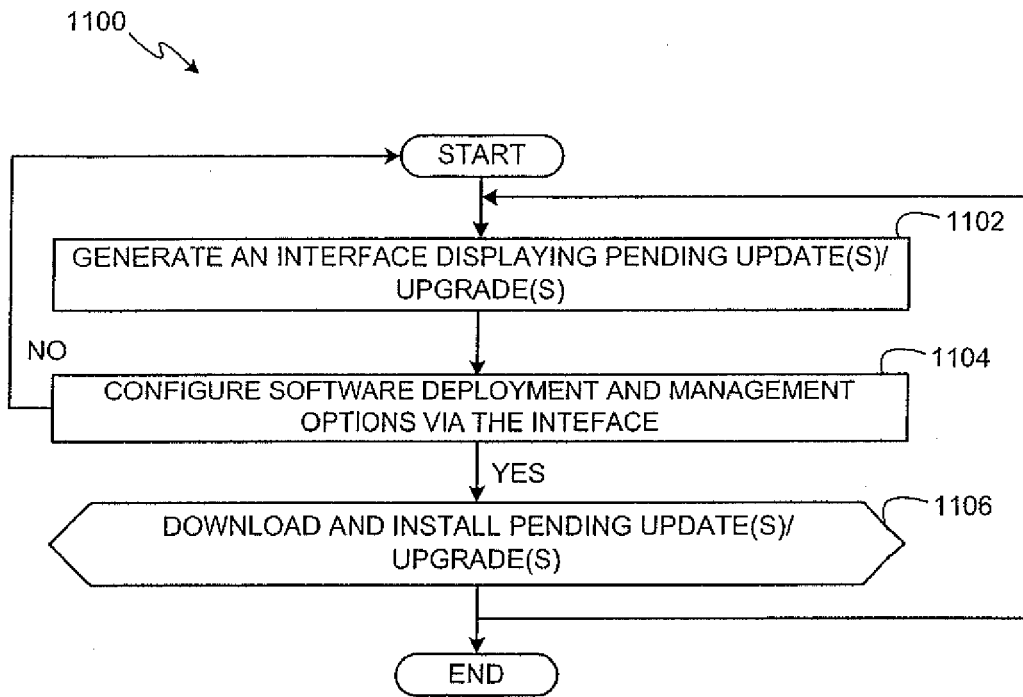 1100
START
1102
GENERATE AN INTERFACE DISPLAYING PENDING UPDATE(S)/
UPGRADE(S)
NO
1104
CONFIGURE SOFTWARE DEPLOYMENT AND MANAGEMENT
OPTIONS VIA THE INTEFACE
YES
1106
DOWNLOAD AND INSTALL PENDING UPDATE(S)/
UPGRADE(S)
END